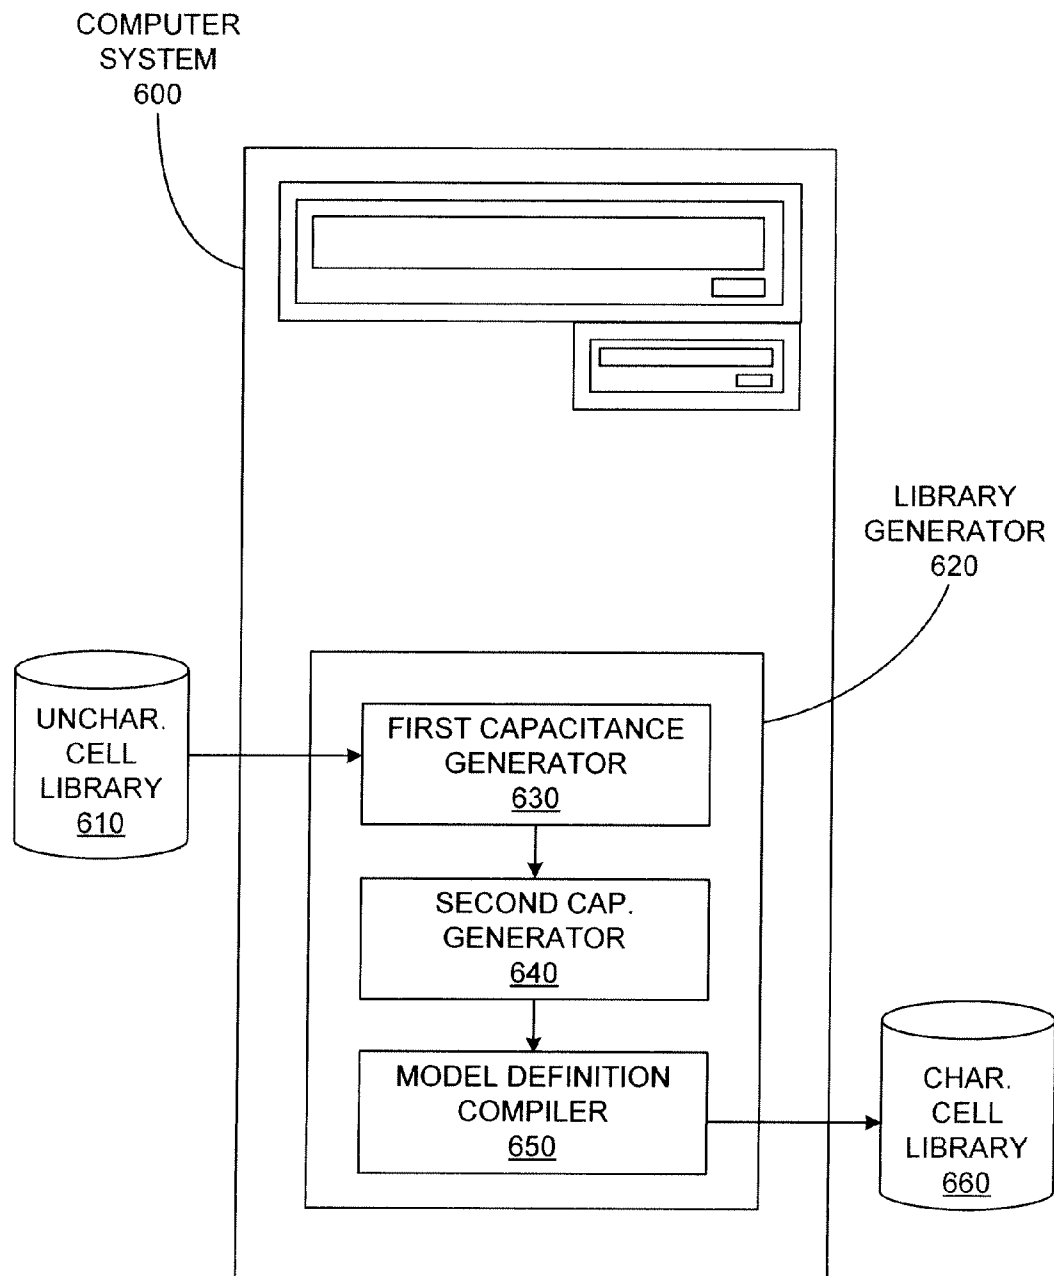 COMPUTER
SYSTEM
600
LIBRARY
GENERATOR
620
UNCHAR.
CELL
LIBRARY
610
FIRST CAPACITANCE
GENERATOR
630
SECOND CAP.
GENERATOR
640
MODEL DEFINITION
COMPILER
650
CHAR.
CELL
LIBRARY
660